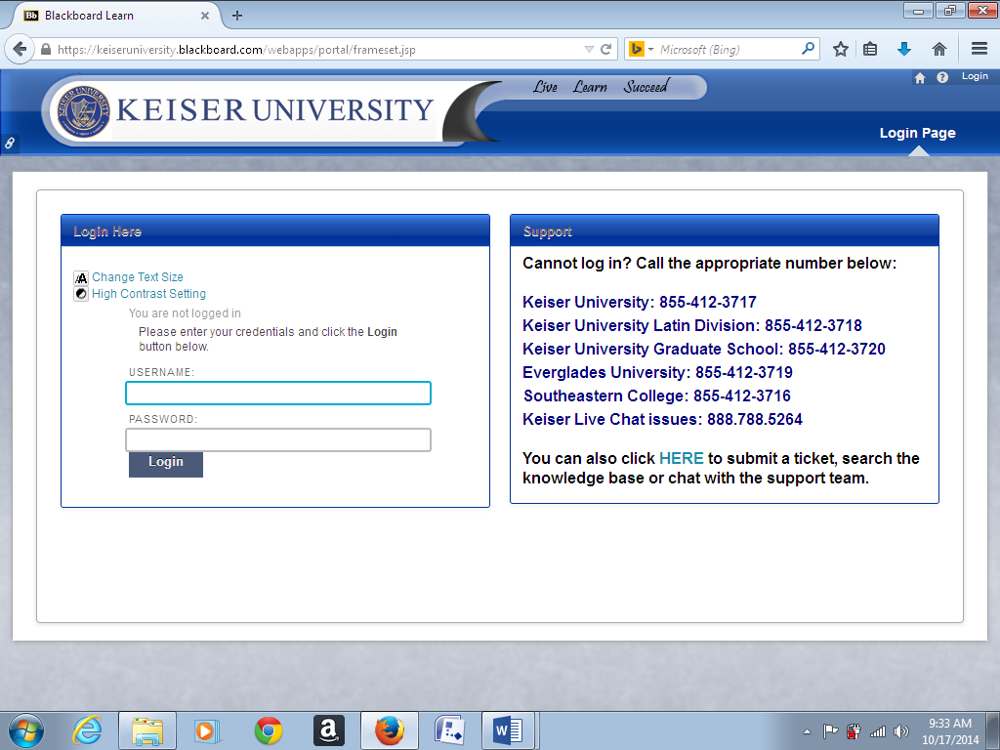 Bb Blackboard Learn
https://keiseruniversity.blackboard.com/webapps/portal/frameset.jsp
Microsoft (Bing)
Live Learn Succeed
Login
KEISER UNIVERSITY
Login Page
Login Here
Change Text Size
High Contrast Setting
You are not logged in
Please enter your credentials and click the Login
button below.
USERNAME:
PASSWORD:
Login
Support
Cannot log in? Call the appropriate number below:
Keiser University: 855-412-3717
Keiser University Latin Division: 855-412-3718
Keiser University Graduate School: 855-412-3720
Everglades University: 855-412-3719
Southeastern College: 855-412-3716
Keiser Live Chat issues: 888.788.5264
You can also click HERE to submit a ticket, search the
knowledge base or chat with the support team.
9:33 AM
10/17/2014